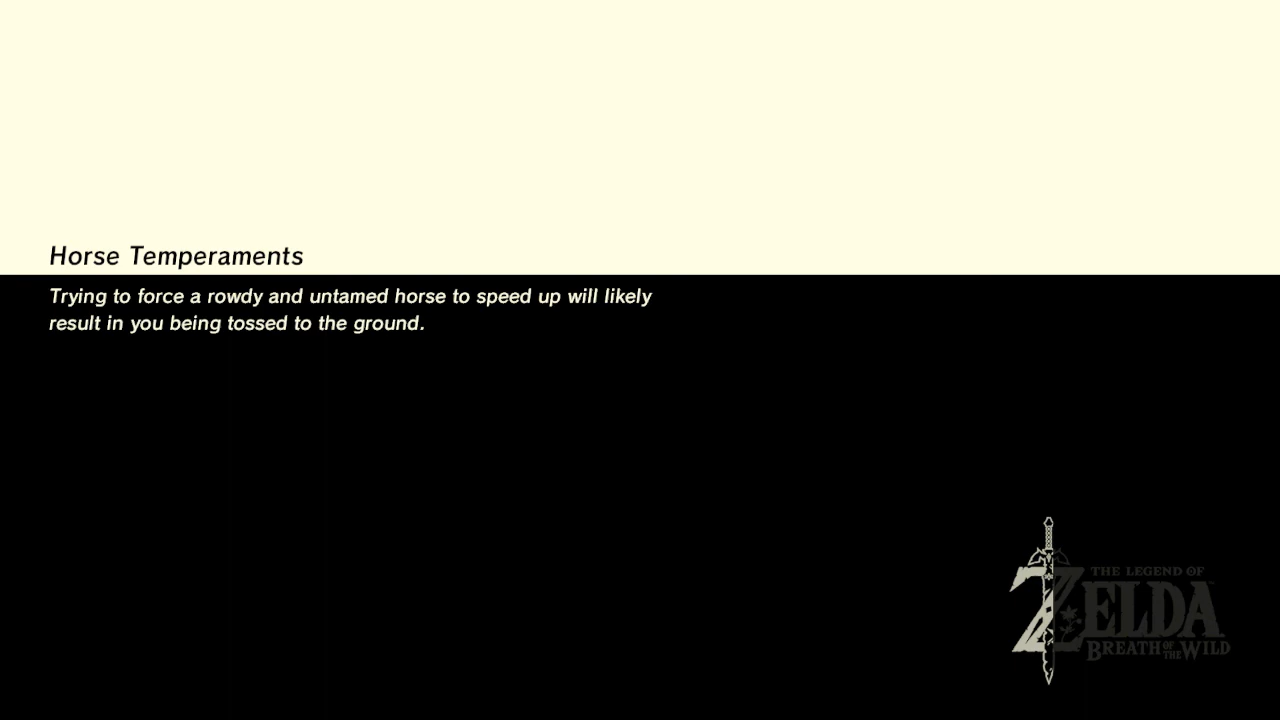 Horse Temperaments
Trying to force a rowdy and untamed horse to speed up will likely
result in you being tossed to the ground.
THE LEGEND OF
ZELDA
BREATH OF THE WILD